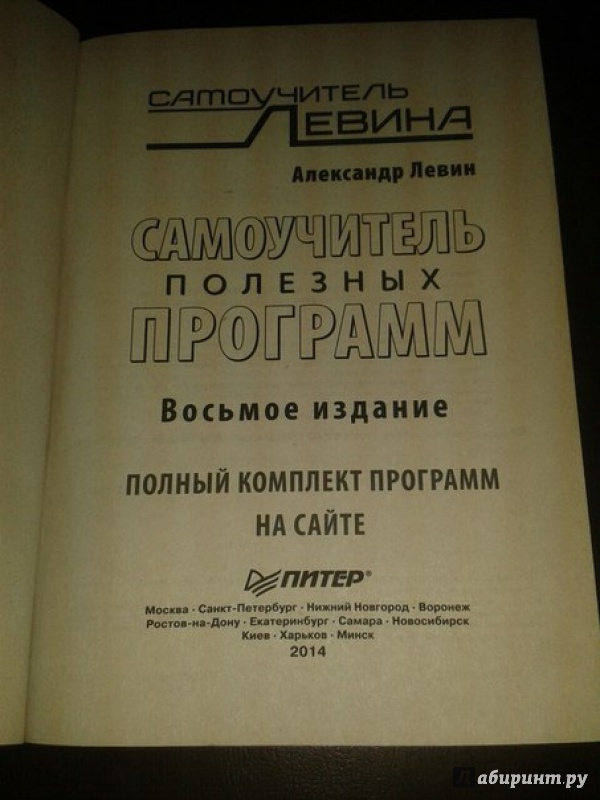 САМОУЧИТЕЛЬ
ЛЕВИНА
Александр Левин
САМОУЧИТЕЛЬ
ПОЛЕЗНЫХ
ПРОГРАММ
Восьмое издание
ПОЛНЫЙ КОМПЛЕКТ ПРОГРАММ
НА САЙТЕ
ПИТЕР®
Москва · Санкт-Петербург · Нижний Новгород · Воронеж
Ростов-на-Дону · Екатеринбург · Самара · Новосибирск
Киев · Харьков · Минск
2014
Лабиринт.ру